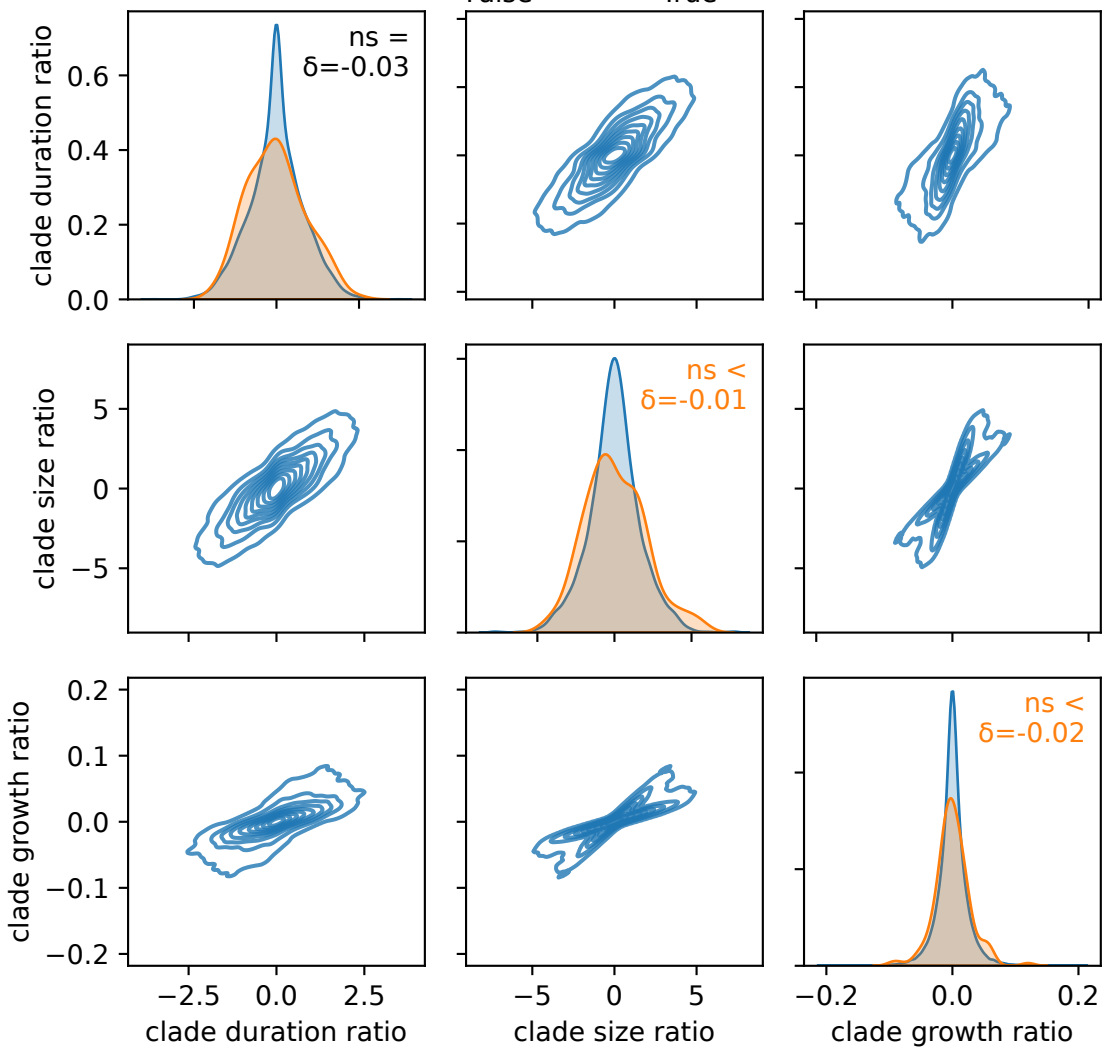 clade duration ratio
0.6
0.4
0.2
0.0
ns =
δ=-0.03
clade size ratio
5
0
−5
ns <
δ=-0.01
clade growth ratio
0.2
0.1
0.0
−0.1
−0.2
ns <
δ=-0.02
−2.5 0.0 2.5
−5 0 5
−0.2 0.0 0.2
clade duration ratio
clade size ratio
clade growth ratio